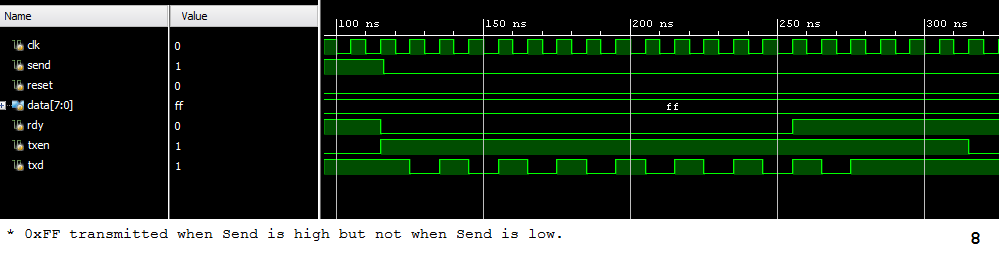 Name Value 100 ns 150 ns 200 ns 250 ns 300 ns
clk 0
send 1
reset 0
data[7:0] ff ff
rdy 0
txen 1
txd 1
* 0xFF transmitted when Send is high but not when Send is low. 8